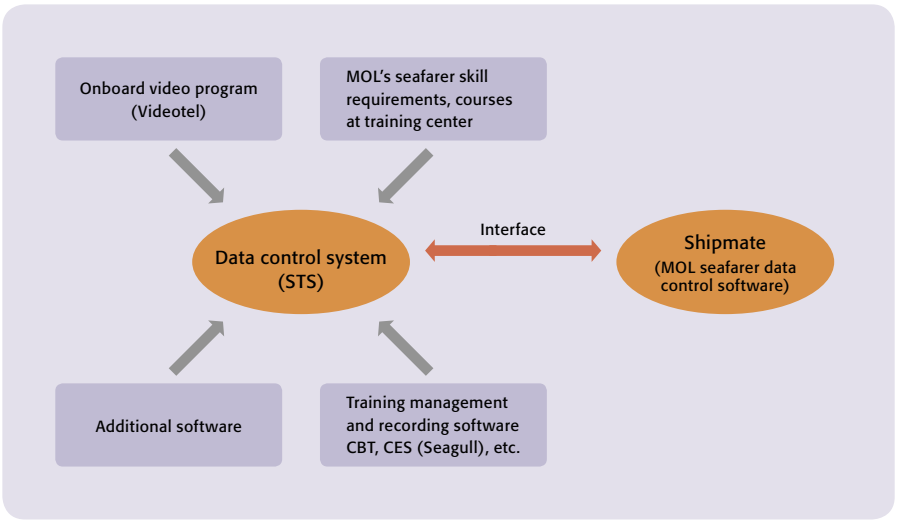 Onboard video program
(Videotel)
MOL's seafarer skill
requirements, courses
at training center
Data control system
(STS)
Interface
Shipmate
(MOL seafarer data
control software)
Additional software
Training management
and recording software
CBT, CES (Seagull), etc.